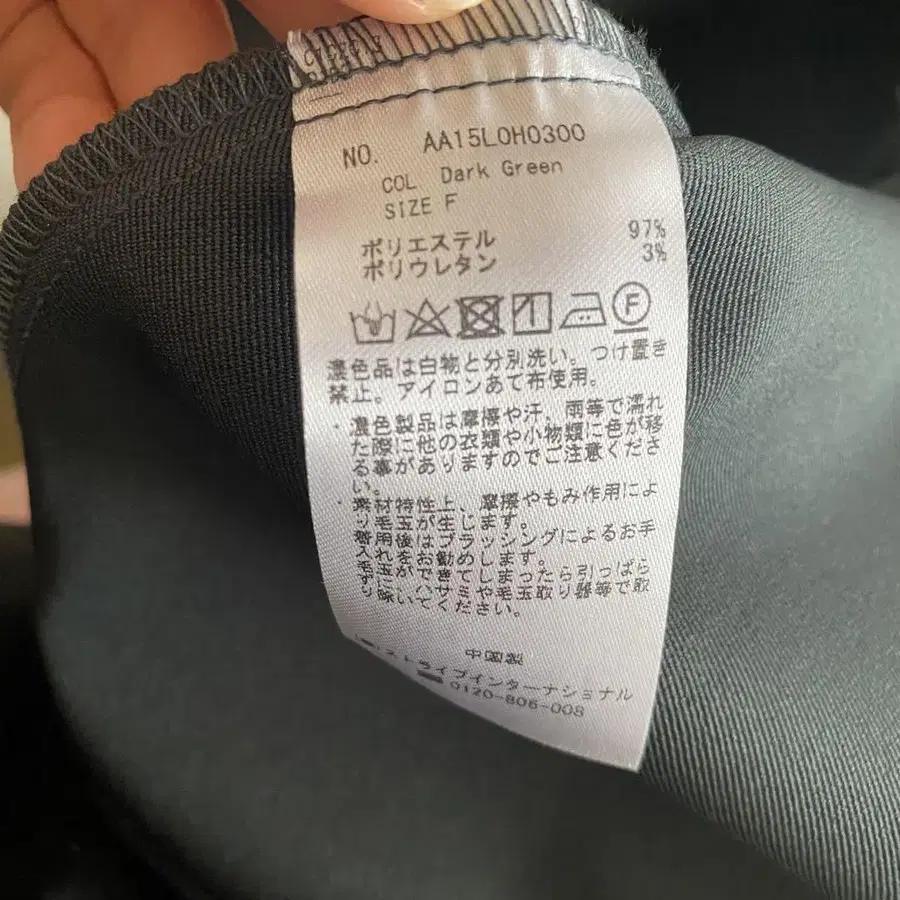 NO. AA15L0H0300
COL Dark Green
SIZE F
ポリエステル 97%
ポリウレタン 3%
F
濃色品は白物と分別洗い。つけ置き
禁止。アイロンあて布使用。
・濃色製品は摩擦や汗、雨等で濡れ
た際に他の衣類や小物類に色が移
る事がありますのでご注意くださ
い。
・素材特性上、摩擦やもみ作用によ
り毛玉が生じます。
着用後はブラッシングによるお手
入れをお勧めします。
毛玉ができてしまったら引っぱら
ずに、ハサミや毛玉取り器等で取
り除いてください。
中国製
ストライプインターナショナル
0120-806-008